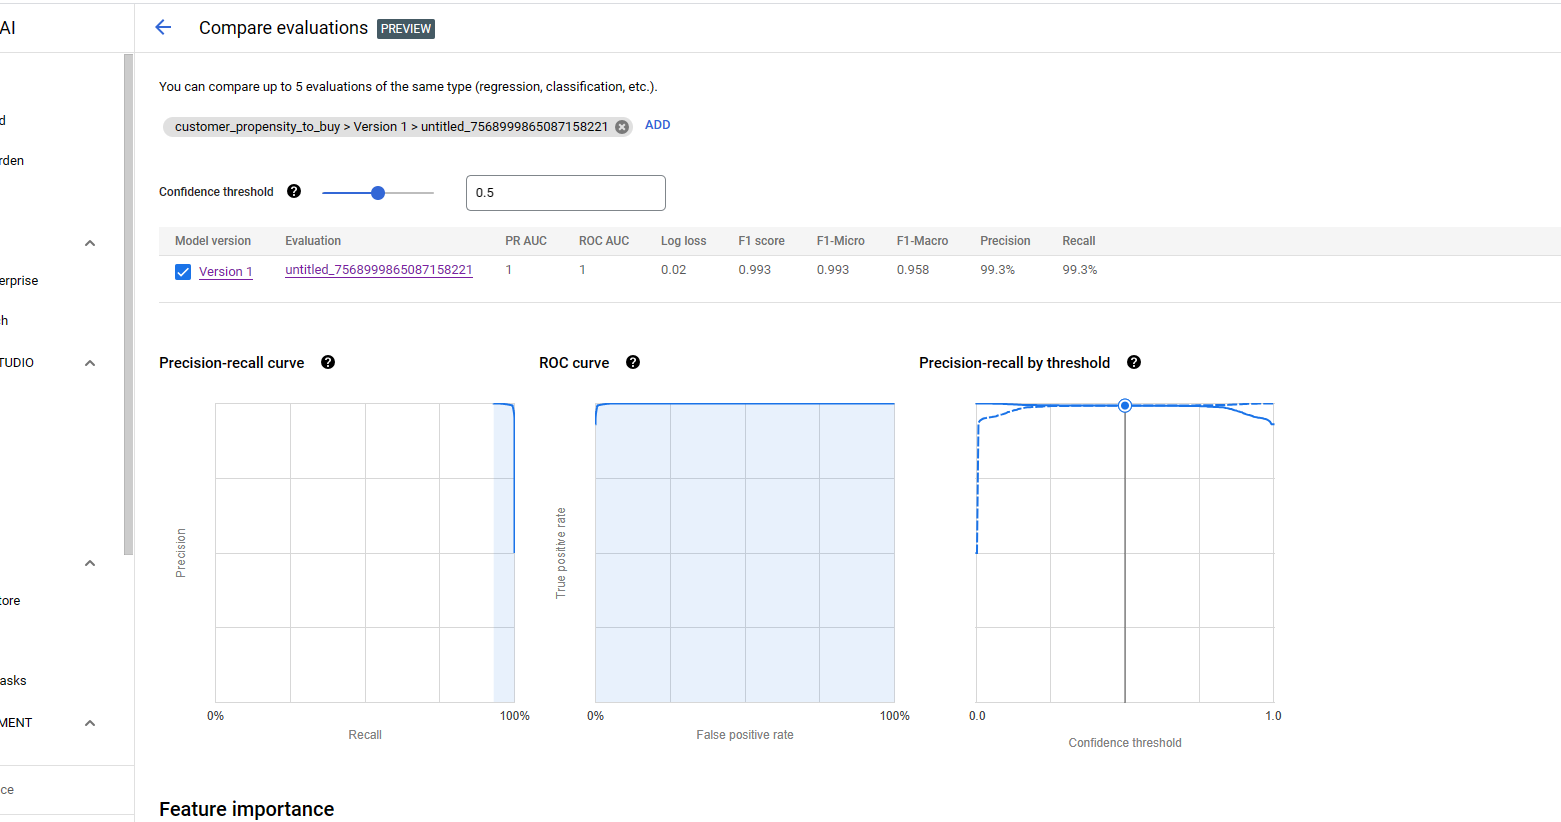 AI
Compare evaluations PREVIEW
You can compare up to 5 evaluations of the same type (regression, classification, etc.).
customer_propensity_to_buy > Version 1 > untitled_7568999865087158221 ADD
d
rden
Confidence threshold 0.5
Model version Evaluation PR AUC ROC AUC Log loss F1 score F1-Micro F1-Macro Precision Recall
Version 1 untitled_7568999865087158221 1 1 0.02 0.993 0.993 0.958 99.3% 99.3%
erprise
h
TUDIO
Precision-recall curve
ROC curve
Precision-recall by threshold
Precision
0% 100%
Recall
True positive rate
0% 100%
False positive rate
0.0 1.0
Confidence threshold
tore
asks
MENT
ce
Feature importance